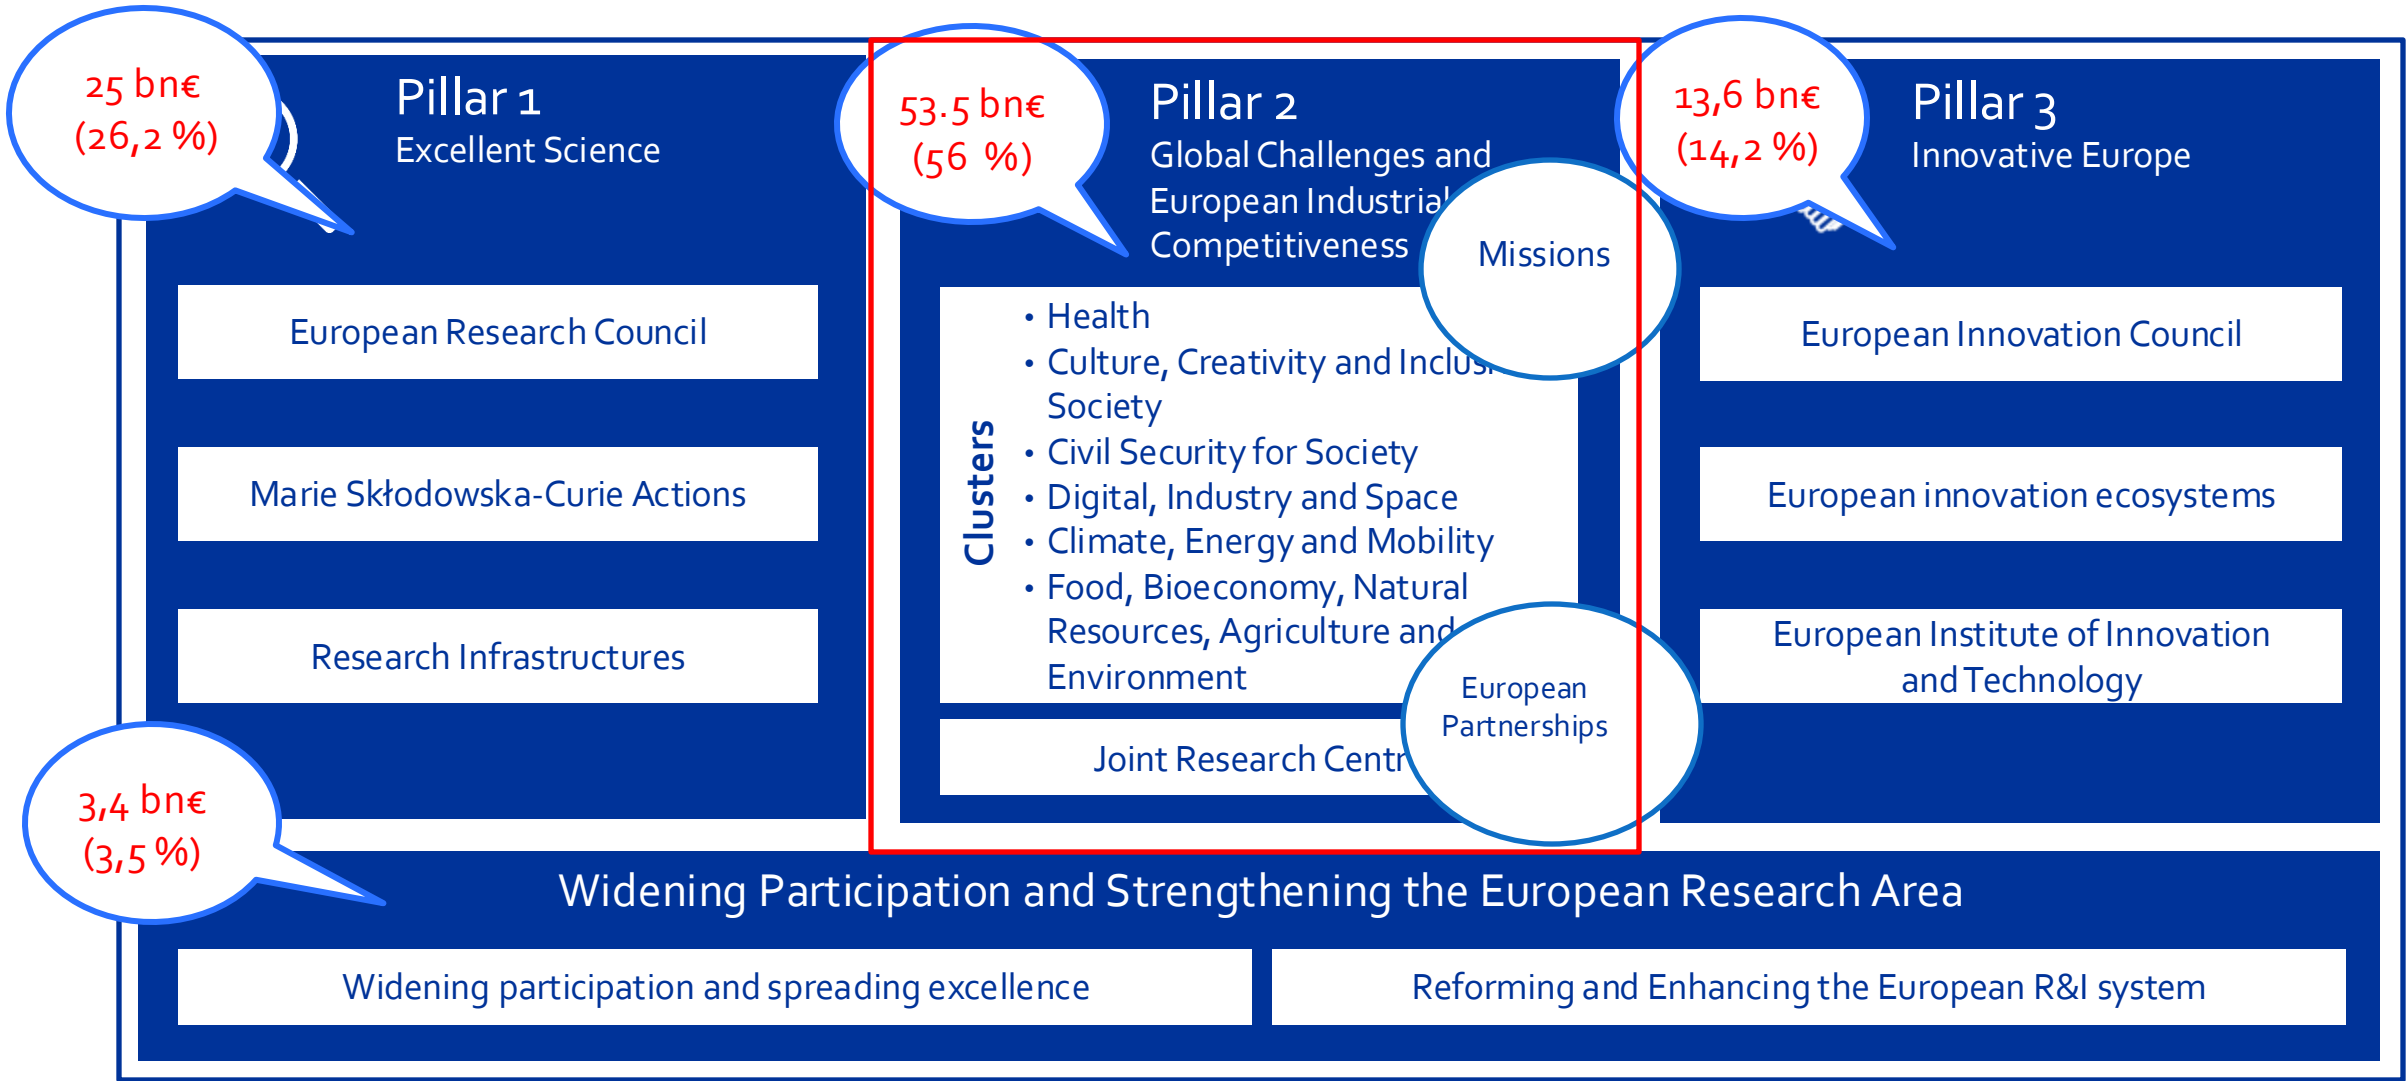 25 bn€
(26,2 %)
Pillar 1
Excellent Science
European Research Council
Marie Skłodowska-Curie Actions
Research Infrastructures
53.5 bn€
(56 %)
Pillar 2
Global Challenges and
European Industrial
Competitiveness
Missions
Clusters
• Health
• Culture, Creativity and
Society
• Civil Security for Society
• Digital, Industry and Space
• Climate, Energy and Mobility
• Food, Bioeconomy, Natural
Resources, Agriculture and
Environment
European
Partnerships
Joint Research
13,6 bn€
(14,2 %)
Pillar 3
Innovative Europe
European Innovation Council
European innovation ecosystems
European Institute of Innovation
and Technology
3,4 bn€
(3,5 %)
Widening Participation and Strengthening the European Research Area
Widening participation and spreading excellence
Reforming and Enhancing the European R&I system